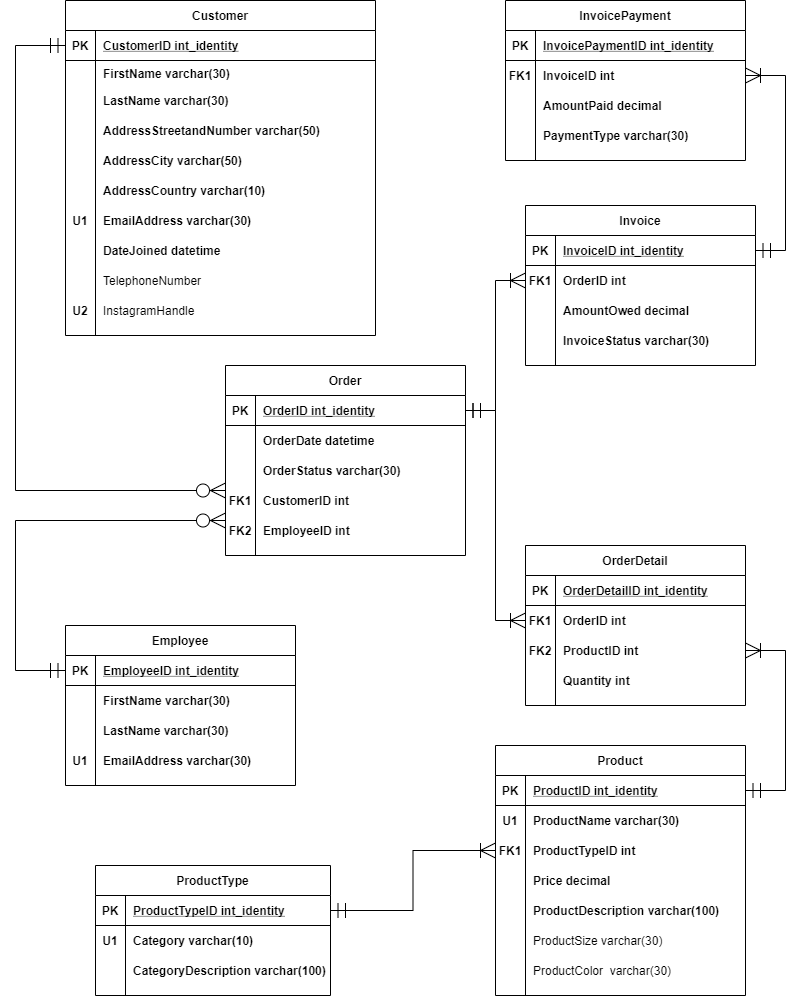 Customer
PK CustomerID int_identity
FirstName varchar(30)
LastName varchar(30)
AddressStreetandNumber varchar(50)
AddressCity varchar(50)
AddressCountry varchar(10)
U1 EmailAddress varchar(30)
DateJoined datetime
TelephoneNumber
U2 InstagramHandle
InvoicePayment
PK InvoicePaymentID int_identity
FK1 InvoiceID int
AmountPaid decimal
PaymentType varchar(30)
Invoice
PK InvoiceID int_identity
FK1 OrderID int
AmountOwed decimal
InvoiceStatus varchar(30)
Order
PK OrderID int_identity
OrderDate datetime
OrderStatus varchar(30)
FK1 CustomerID int
FK2 EmployeeID int
OrderDetail
PK OrderDetailID int_identity
FK1 OrderID int
FK2 ProductID int
Quantity int
Employee
PK EmployeeID int_identity
FirstName varchar(30)
LastName varchar(30)
U1 EmailAddress varchar(30)
Product
PK ProductID int_identity
U1 ProductName varchar(30)
FK1 ProductTypeID int
Price decimal
ProductDescription varchar(100)
ProductSize varchar(30)
ProductColor varchar(30)
ProductType
PK ProductTypeID int_identity
U1 Category varchar(10)
CategoryDescription varchar(100)